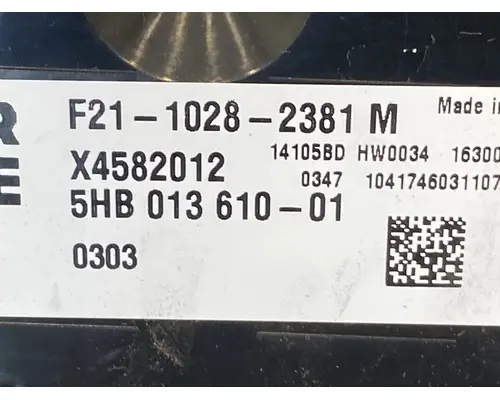 R F21-1028-2381 M Made in
E X4582012 14105BD HW0034 16300
0347 1041746031107
5HB 013 610-01
0303